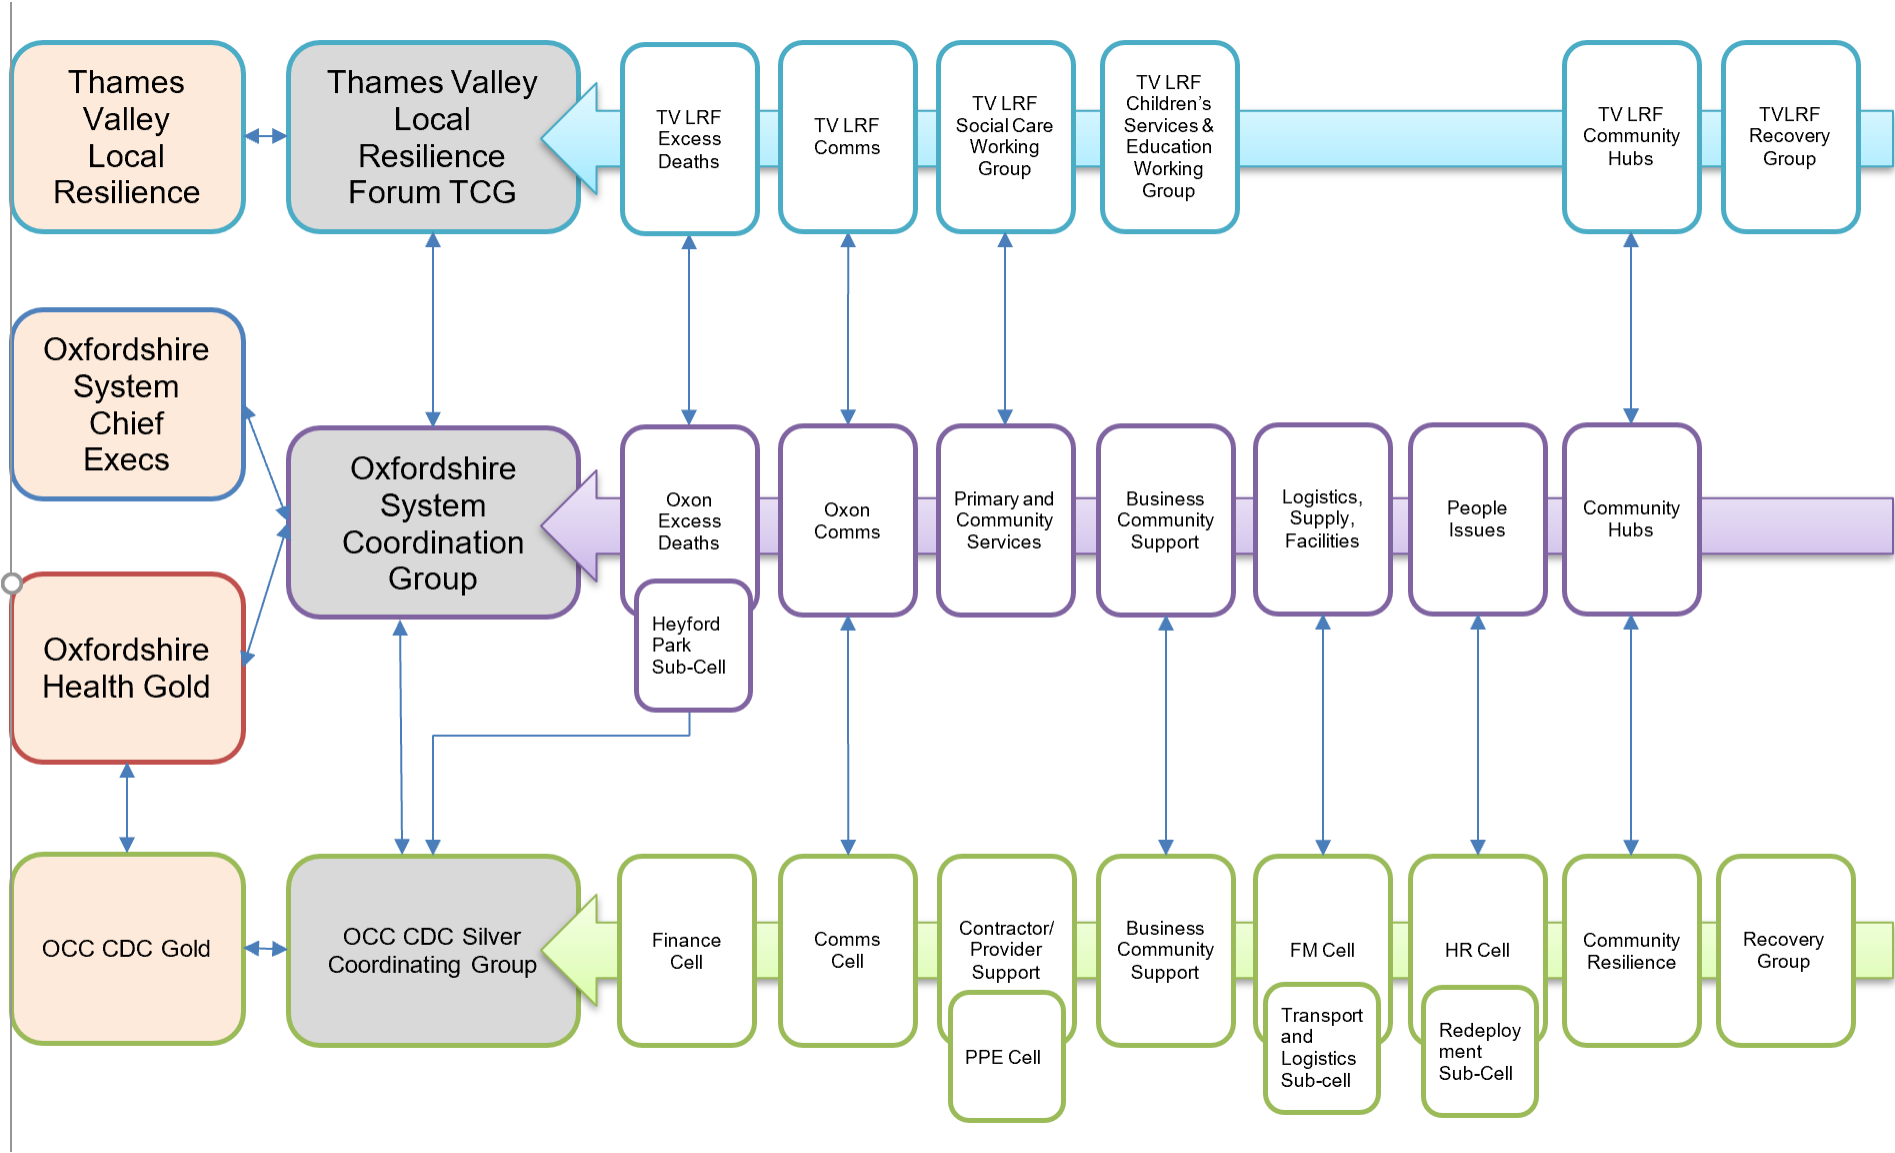 Thames
Valley
Local
Resilience
Thames Valley
Local
Resilience
Forum TCG
TV LRF
Excess
Deaths
TV LRF
Comms
TV LRF
Social Care
Working
Group
TV LRF
Children’s
Services &
Education
Working
Group
TV LRF
Community
Hubs
TVLRF
Recovery
Group
Oxfordshire
System
Chief
Execs
Oxfordshire
System
Coordination
Group
Oxon
Excess
Deaths
Heyford
Park
Sub-Cell
Oxon
Comms
Primary and
Community
Services
Business
Community
Support
Logistics,
Supply,
Facilities
People
Issues
Community
Hubs
Oxfordshire
Health Gold
OCC CDC Gold
OCC CDC Silver
Coordinating Group
Finance
Cell
Comms
Cell
Contractor/
Provider
Support
PPE Cell
Business
Community
Support
FM Cell
Transport
and
Logistics
Sub-cell
HR Cell
Redeploy
ment
Sub-Cell
Community
Resilience
Recovery
Group